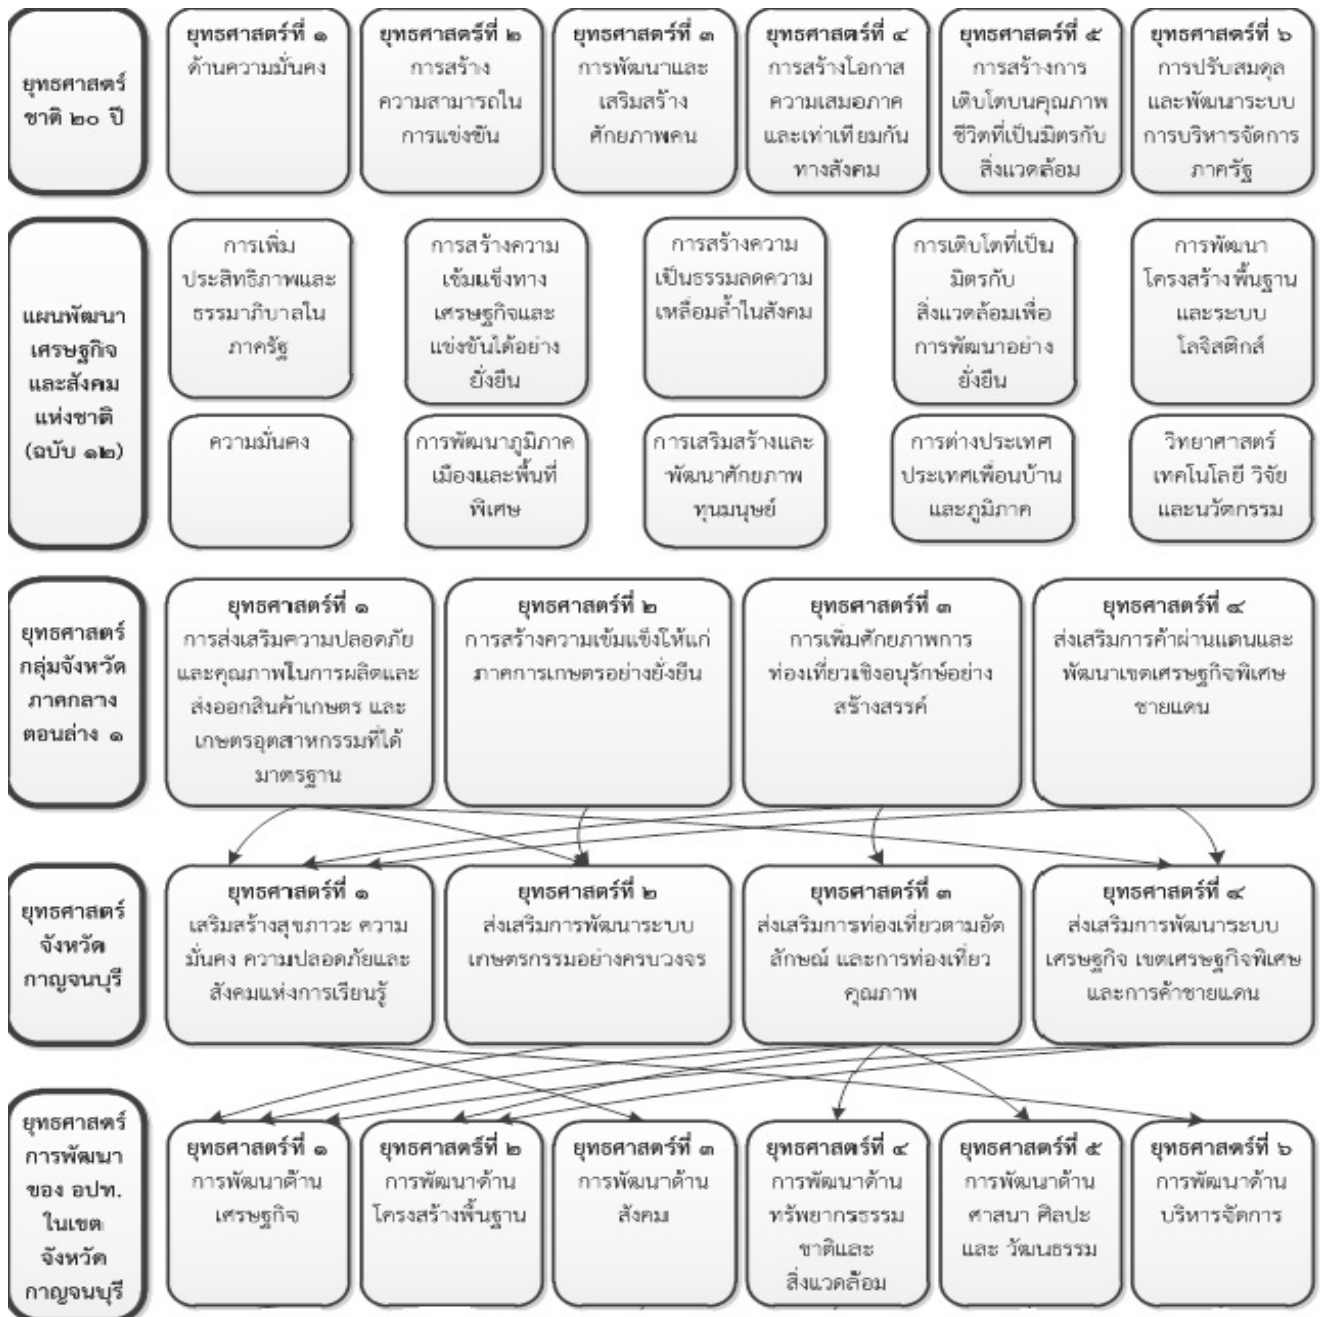 ยุทธศาสตร์
ชาติ ๒๐ ปี
ยุทธศาสตร์ที่ ๑
ด้านความมั่นคง
ยุทธศาสตร์ที่ ๒
การสร้าง
ความสามารถใน
การแข่งขัน
ยุทธศาสตร์ที่ ๓
การพัฒนาและ
เสริมสร้าง
ศักยภาพคน
ยุทธศาสตร์ที่ ๔
การสร้างโอกาส
ความเสมอภาค
และเท่าเทียมกัน
ทางสังคม
ยุทธศาสตร์ที่ ๕
การสร้างการ
เติบโตบนคุณภาพ
ชีวิตที่เป็นมิตรกับ
สิ่งแวดล้อม
ยุทธศาสตร์ที่ ๖
การปรับสมดุล
และพัฒนาระบบ
การบริหารจัดการ
ภาครัฐ
แผนพัฒนา
เศรษฐกิจ
และสังคม
แห่งชาติ
(ฉบับ ๑๒)
การเพิ่ม
ประสิทธิภาพและ
ธรรมาภิบาลใน
ภาครัฐ
การสร้างความ
เข้มแข็งทาง
เศรษฐกิจและ
แข่งขันได้อย่าง
ยั่งยืน
การสร้างความ
เป็นธรรมลดความ
เหลื่อมล้ำในสังคม
การเติบโตที่เป็น
มิตรกับ
สิ่งแวดล้อมเพื่อ
การพัฒนาอย่าง
ยั่งยืน
การพัฒนา
โครงสร้างพื้นฐาน
และระบบ
โลจิสติกส์
ความมั่นคง
การพัฒนาภูมิภาค
เมืองและพื้นที่
พิเศษ
การเสริมสร้างและ
พัฒนาศักยภาพ
ทุนมนุษย์
การต่างประเทศ
ประเทศเพื่อนบ้าน
และภูมิภาค
วิทยาศาสตร์
เทคโนโลยี วิจัย
และนวัตกรรม
ยุทธศาสตร์
กลุ่มจังหวัด
ภาคกลาง
ตอนล่าง ๑
ยุทธศาสตร์ที่ ๑
การส่งเสริมความปลอดภัย
และคุณภาพในการผลิตและ
ส่งออกสินค้าเกษตร และ
เกษตรอุตสาหกรรมที่ได้
มาตรฐาน
ยุทธศาสตร์ที่ ๒
การสร้างความเข้มแข็งให้แก่
ภาคการเกษตรอย่างยั่งยืน
ยุทธศาสตร์ที่ ๓
การเพิ่มศักยภาพการ
ท่องเที่ยวเชิงอนุรักษ์อย่าง
สร้างสรรค์
ยุทธศาสตร์ที่ ๔
ส่งเสริมการค้าผ่านแดนและ
พัฒนาเขตเศรษฐกิจพิเศษ
ชายแดน
ยุทธศาสตร์
จังหวัด
กาญจนบุรี
ยุทธศาสตร์ที่ ๑
เสริมสร้างสุขภาวะ ความ
มั่นคง ความปลอดภัยและ
สังคมแห่งการเรียนรู้
ยุทธศาสตร์ที่ ๒
ส่งเสริมการพัฒนาระบบ
เกษตรกรรมอย่างครบวงจร
ยุทธศาสตร์ที่ ๓
ส่งเสริมการท่องเที่ยวตามอัต
ลักษณ์ และการท่องเที่ยว
คุณภาพ
ยุทธศาสตร์ที่ ๔
ส่งเสริมการพัฒนาระบบ
เศรษฐกิจ เขตเศรษฐกิจพิเศษ
และการค้าชายแดน
ยุทธศาสตร์
การพัฒนา
ของ อปท.
ในเขต
จังหวัด
กาญจนบุรี
ยุทธศาสตร์ที่ ๑
การพัฒนาด้าน
เศรษฐกิจ
ยุทธศาสตร์ที่ ๒
การพัฒนาด้าน
โครงสร้างพื้นฐาน
ยุทธศาสตร์ที่ ๓
การพัฒนาด้าน
สังคม
ยุทธศาสตร์ที่ ๔
การพัฒนาด้าน
ทรัพยากรธรรม
ชาติและ
สิ่งแวดล้อม
ยุทธศาสตร์ที่ ๕
การพัฒนาด้าน
ศาสนา ศิลปะ
และ วัฒนธรรม
ยุทธศาสตร์ที่ ๖
การพัฒนาด้าน
บริหารจัดการ